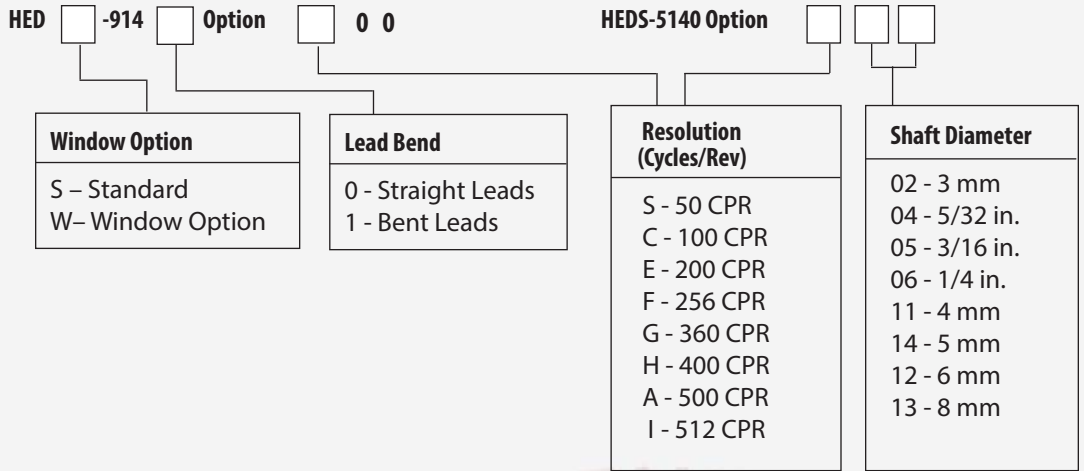 HED -914 Option 0 0 HEDS-5140 Option
Window Option
S – Standard
W– Window Option
Lead Bend
0 - Straight Leads
1 - Bent Leads
Resolution
(Cycles/Rev)
S - 50 CPR
C - 100 CPR
E - 200 CPR
F - 256 CPR
G - 360 CPR
H - 400 CPR
A - 500 CPR
I - 512 CPR
Shaft Diameter
02 - 3 mm
04 - 5/32 in.
05 - 3/16 in.
06 - 1/4 in.
11 - 4 mm
14 - 5 mm
12 - 6 mm
13 - 8 mm